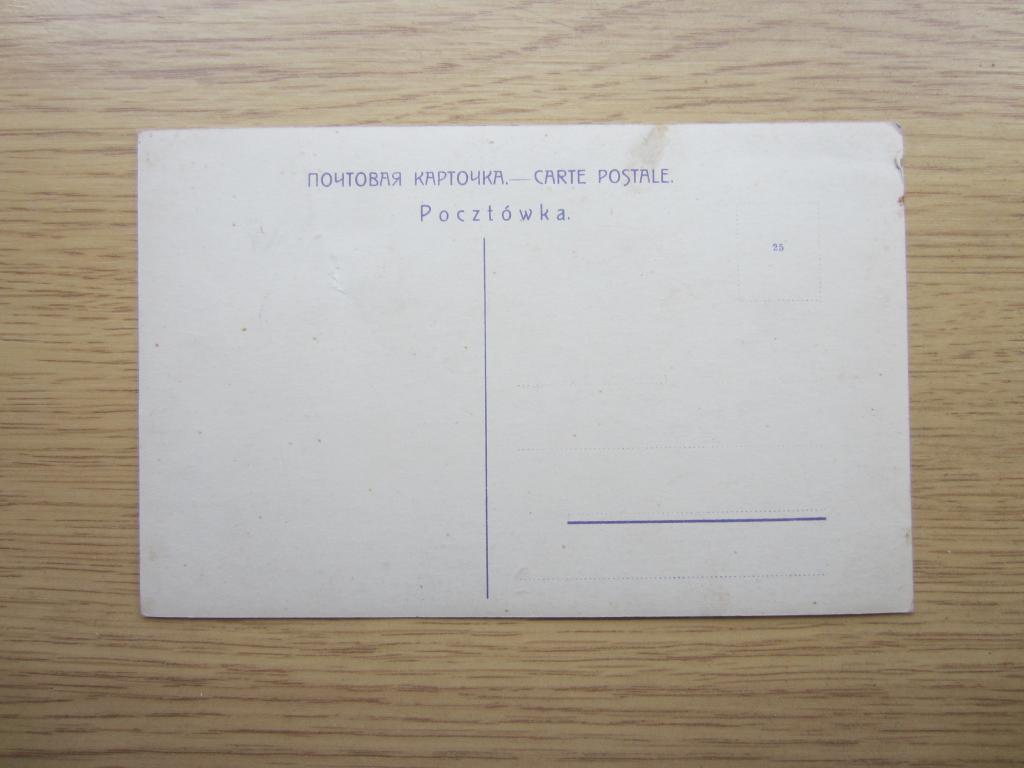 ПОЧТОВАЯ КАРТОЧКА.—CARTE POSTALE.
Pocztówka.
25